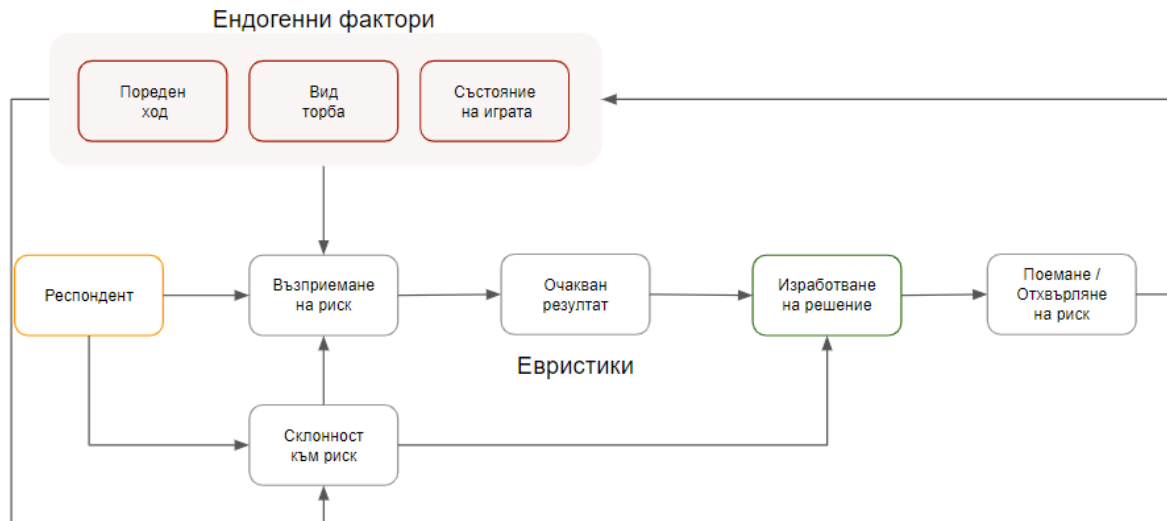 Ендогенни фактори
Пореден
ход
Вид
торба
Състояние
на играта
Респондент
Възприемане
на риск
Очакван
резултат
Изработване
на решение
Поемане /
Отхвърляне
на риск
Евристики
Склонност
към риск